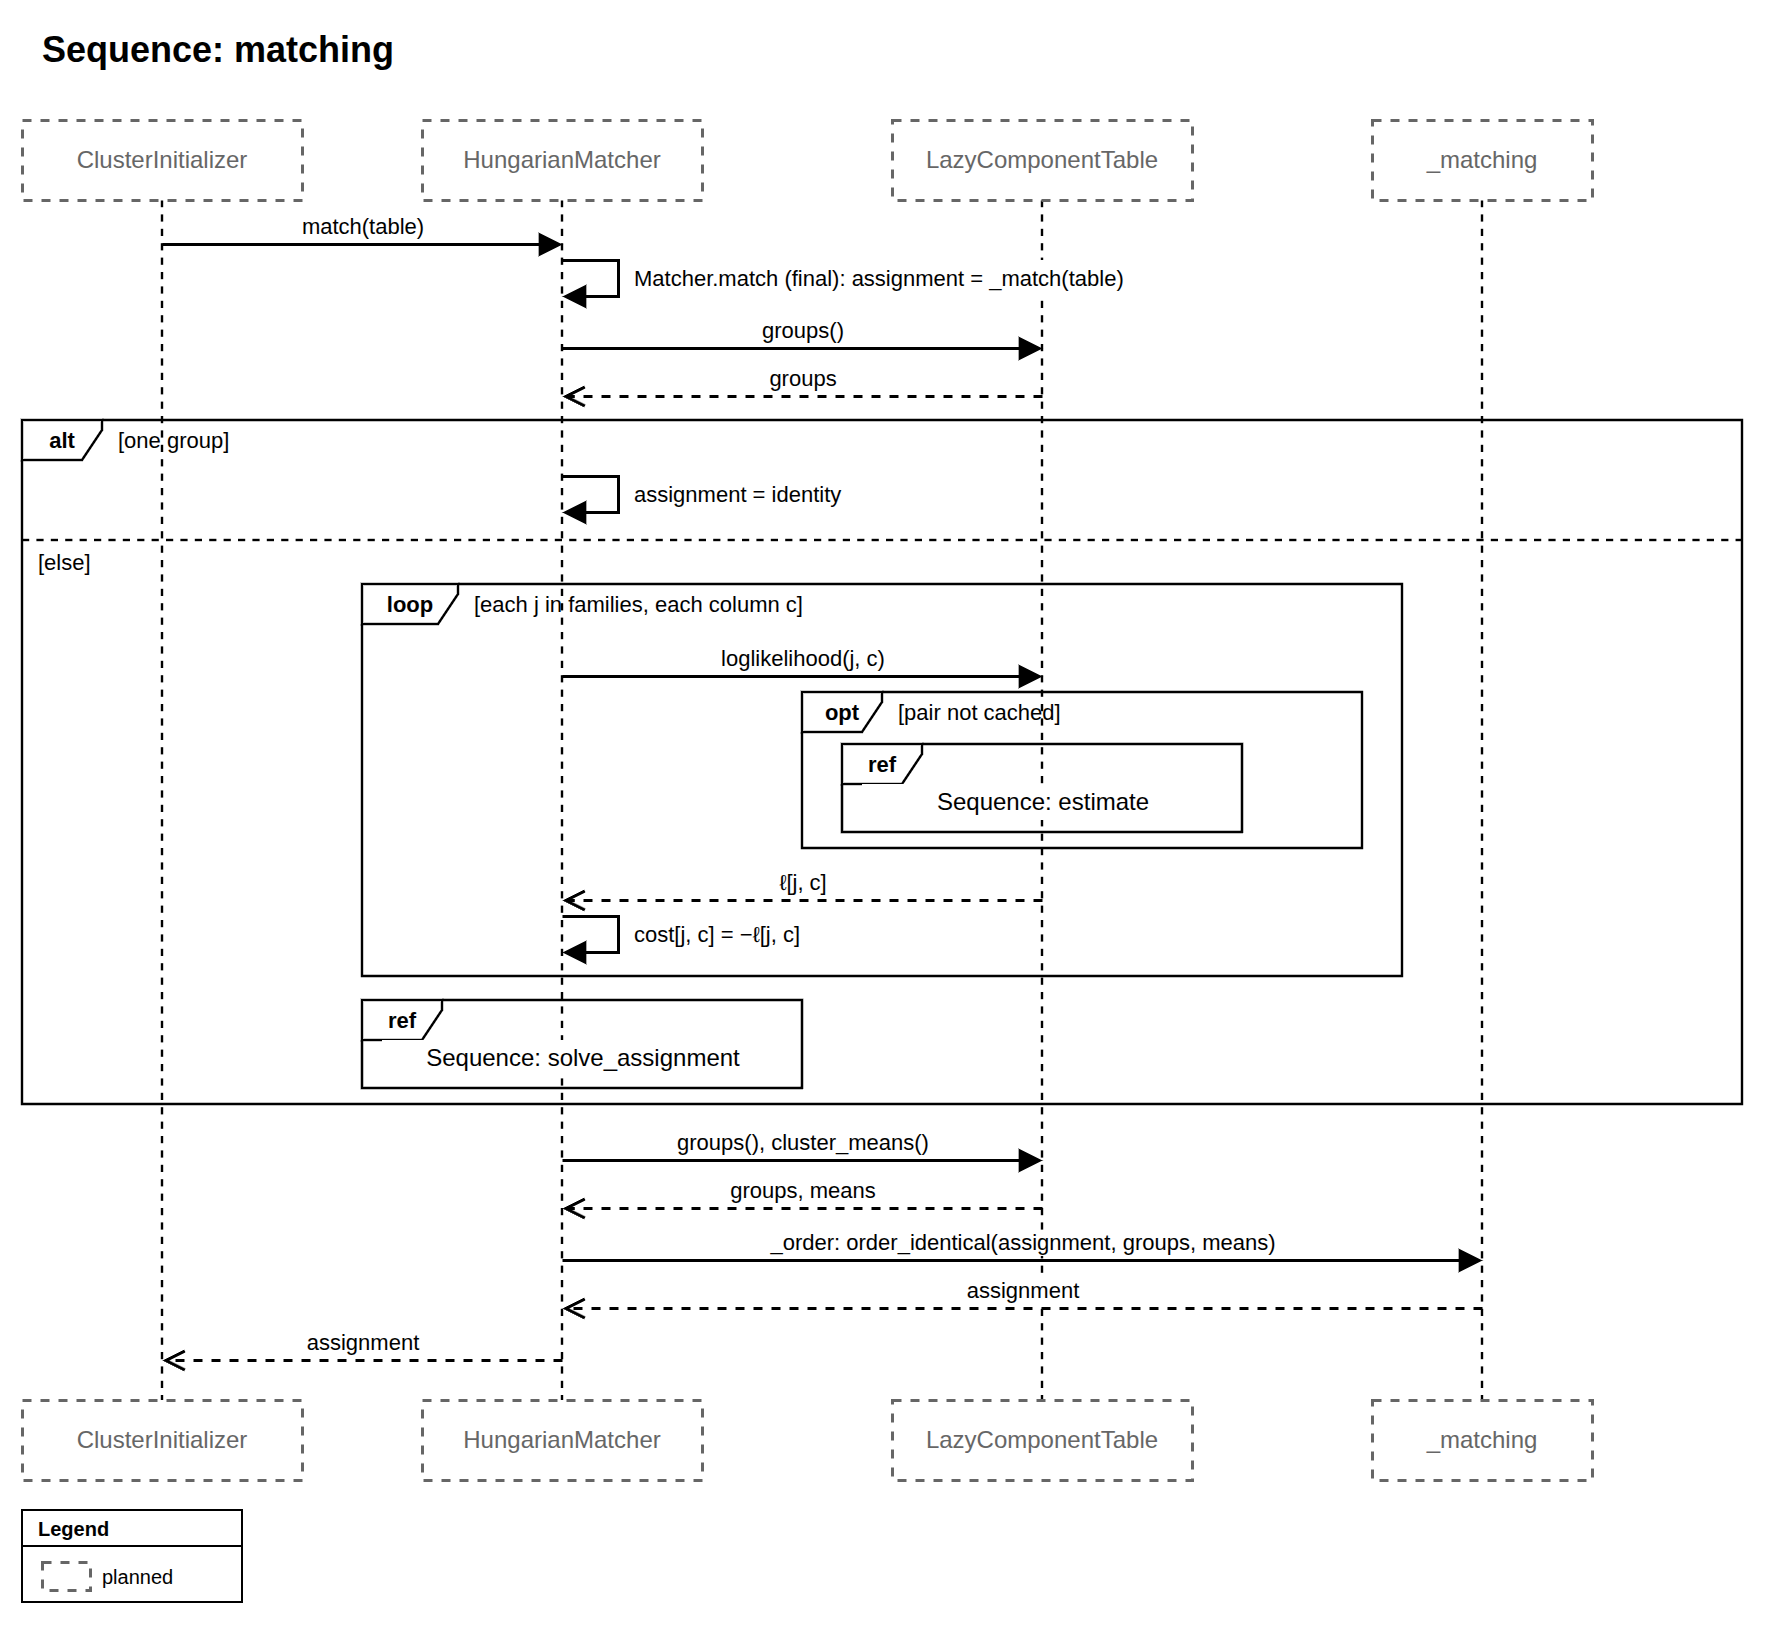 Sequence: matching
ClusterInitializer
HungarianMatcher
LazyComponentTable
_matching
match(table)
Matcher.match (final): assignment = _match(table)
groups()
groups
alt
[one group]
assignment = identity
[else]
loop
[each j in families, each column c]
loglikelihood(j, c)
opt
[pair not cached]
ref
Sequence: estimate
ℓ[j, c]
cost[j, c] = −ℓ[j, c]
ref
Sequence: solve_assignment
groups(), cluster_means()
groups, means
_order: order_identical(assignment, groups, means)
assignment
assignment
ClusterInitializer
HungarianMatcher
LazyComponentTable
_matching
Legend
planned